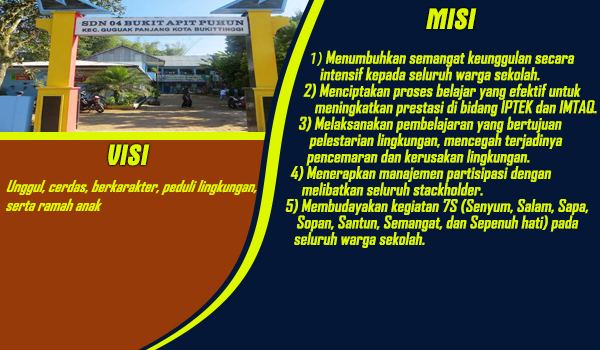 SDN 04 BUKIT APIT PUHUN
KEC. GUGUAK PANJANG KOTA BUKITTINGGI
VISI
Unggul, cerdas, berkarakter, peduli lingkungan,
serta ramah anak
MISI
1) Menumbuhkan semangat keunggulan secara
intensif kepada seluruh warga sekolah.
2) Menciptakan proses belajar yang efektif untuk
meningkatkan prestasi di bidang IPTEK dan IMTAQ.
3) Melaksanakan pembelajaran yang bertujuan
pelestarian lingkungan, mencegah terjadinya
pencemaran dan kerusakan lingkungan.
4) Menerapkan manajemen partisipasi dengan
melibatkan seluruh stackholder.
5) Membudayakan kegiatan 7S (Senyum, Salam, Sapa,
Sopan, Santun, Semangat, dan Sepenuh hati) pada
seluruh warga sekolah.